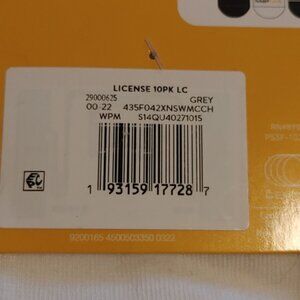 LICENSE 10PK LC
29000625 GREY
00-22 435F042XNSWMCCH
WPM S14QU40271015
1 93159 17728 7
9200165 4500503350 0322